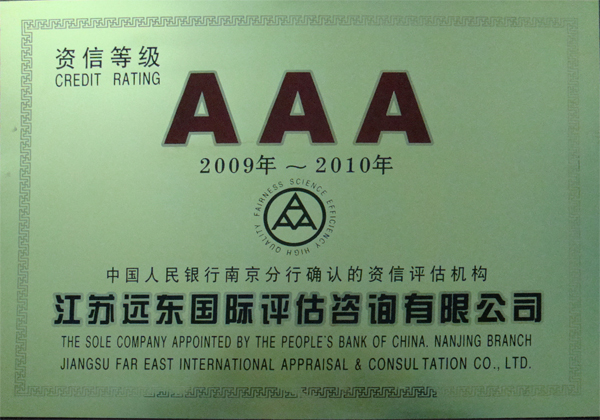 资信等级
CREDIT RATING
AAA
2009年～2010年
FAIRNESS SCIENCE EFFICIENCY HIGH QUALITY
AAA
中国人民银行南京分行确认的资信评估机构
江苏远东国际评估咨询有限公司
THE SOLE COMPANY APPOINTED BY THE PEOPLE'S BANK OF CHINA. NANJING BRANCH
JIANGSU FAR EAST INTERNATIONAL APPRAISAL & CONSULTATION CO., LTD.